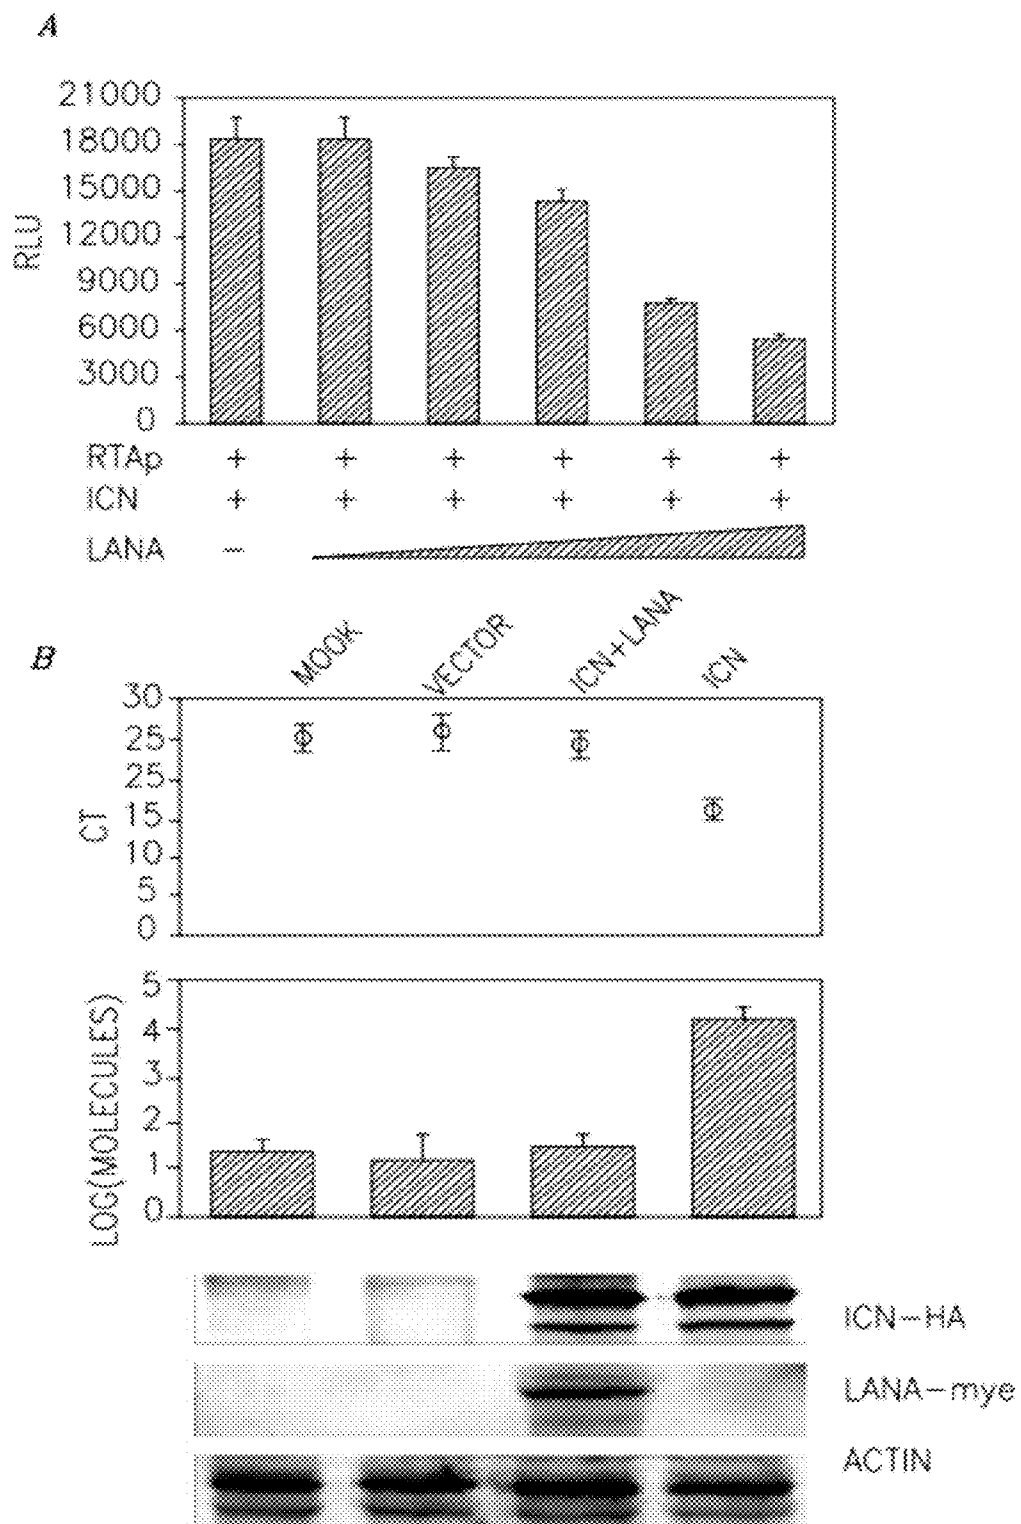 A
21000
18000
15000
12000
9000
6000
3000
0
RLU
RTAp + + + + + +
ICN + + + + + +
LANA −
B
MOOK VECTOR ICN+LANA ICN
30
25
25
15
10
5
0
CT
5
4
3
2
1
0
LOG(MOLECULES)
ICN−HA
LANA−mye
ACTIN